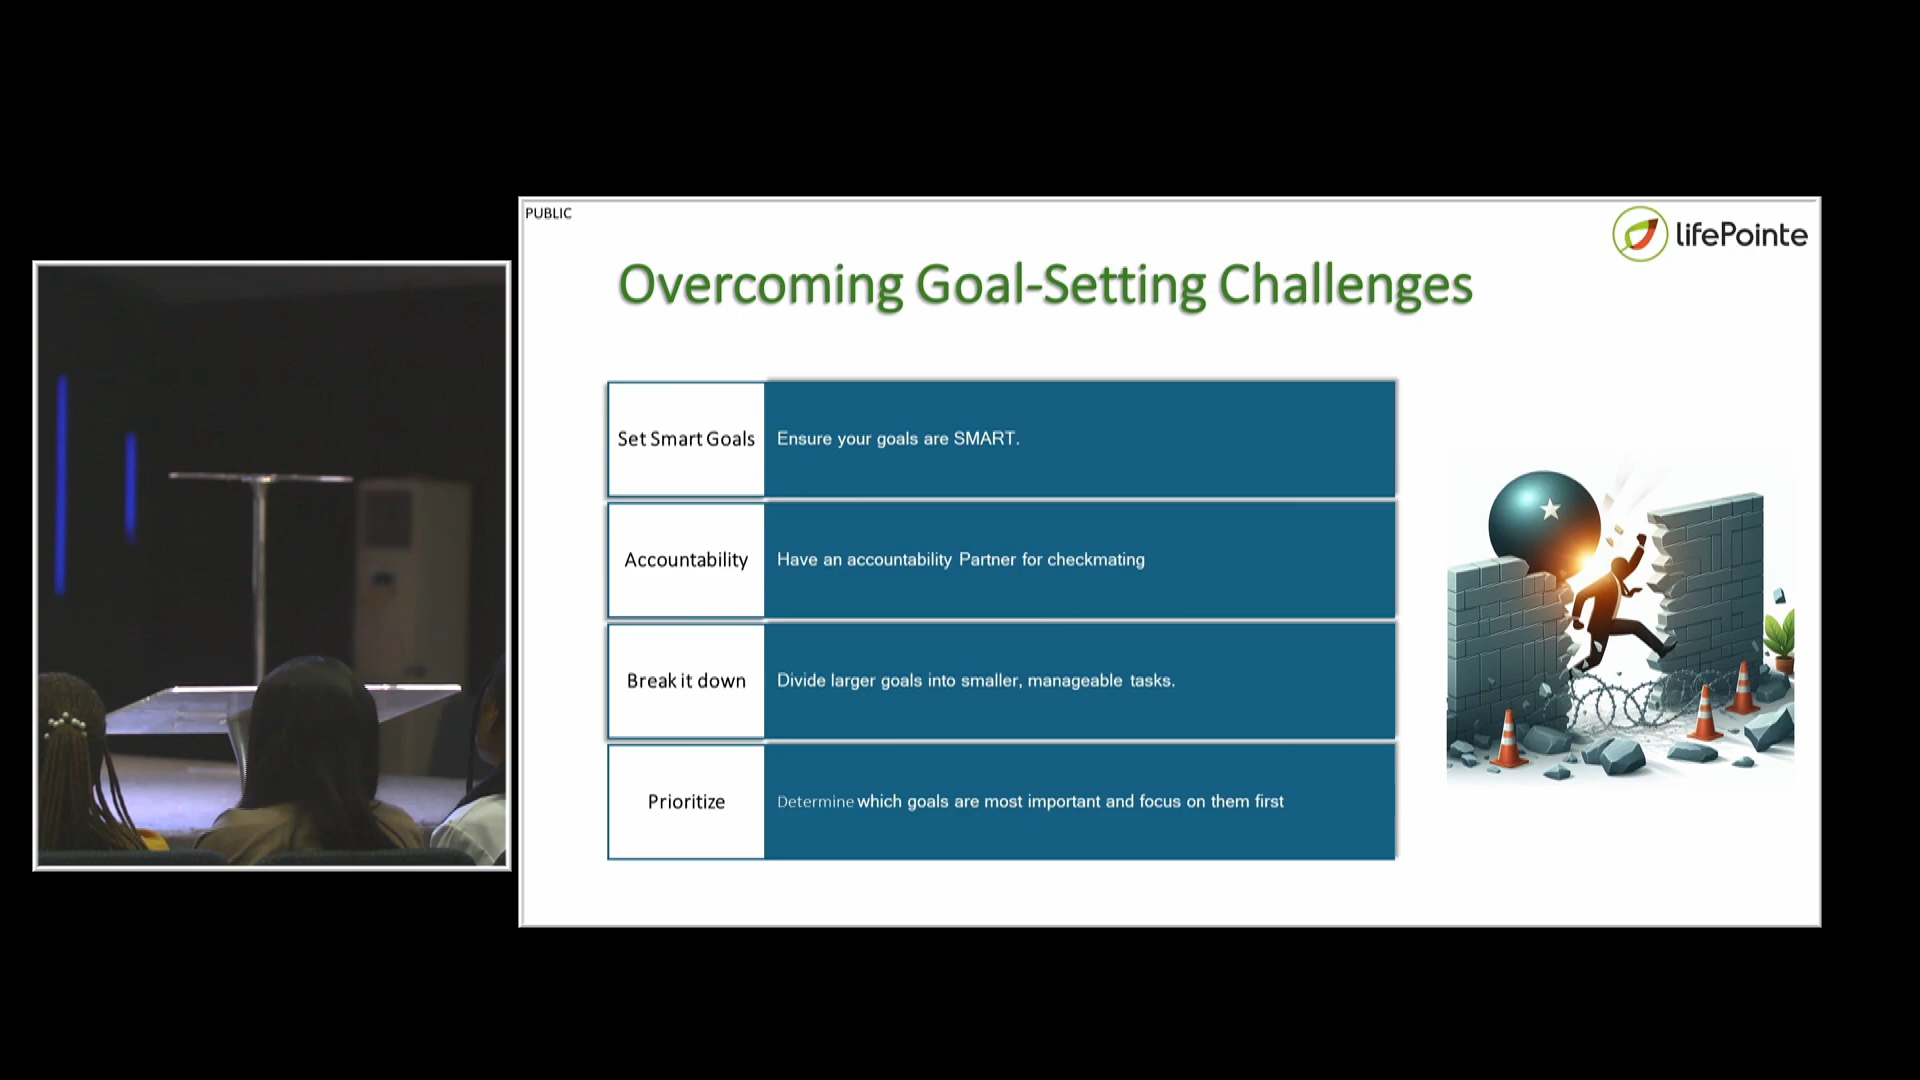 PUBLIC
lifePointe
Overcoming Goal-Setting Challenges
Set Smart Goals
Ensure your goals are SMART.
Accountability
Have an accountability Partner for checkmating
Break it down
Divide larger goals into smaller, manageable tasks.
Prioritize
Determine which goals are most important and focus on them first